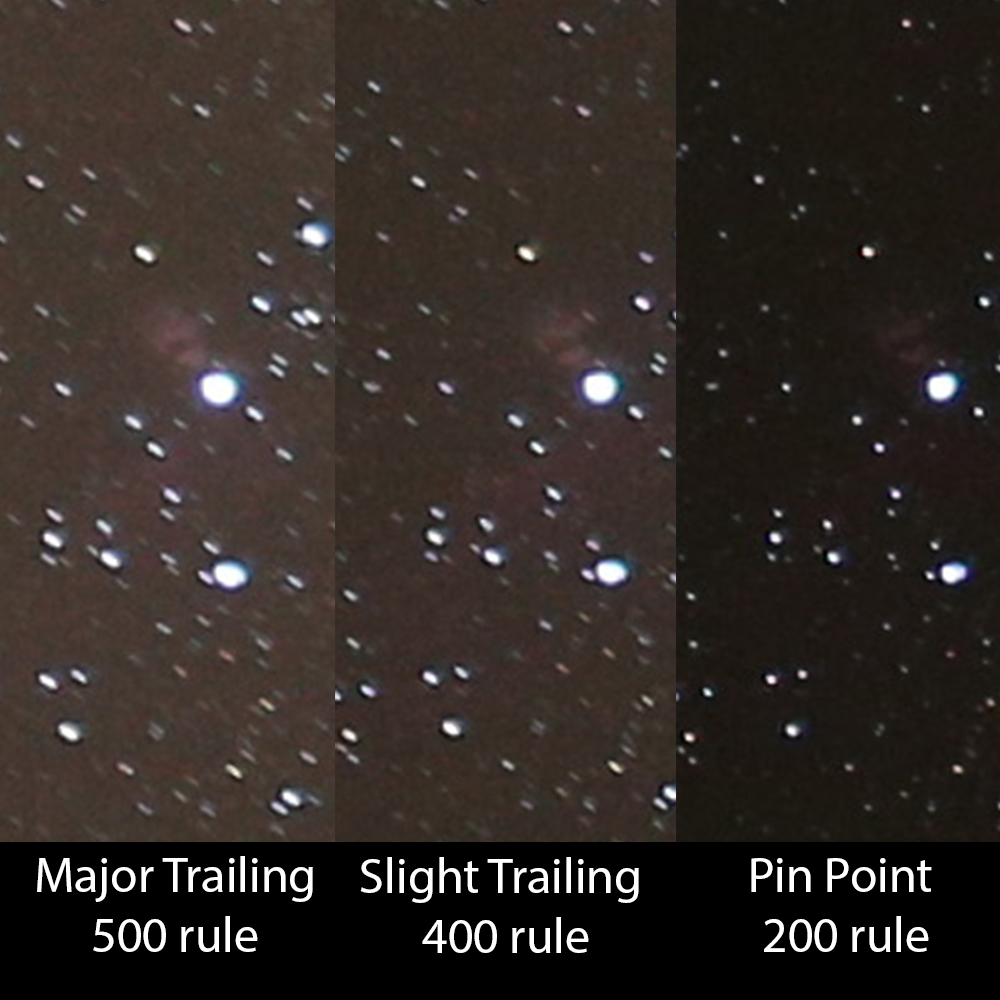 Major Trailing
500 rule
Slight Trailing
400 rule
Pin Point
200 rule